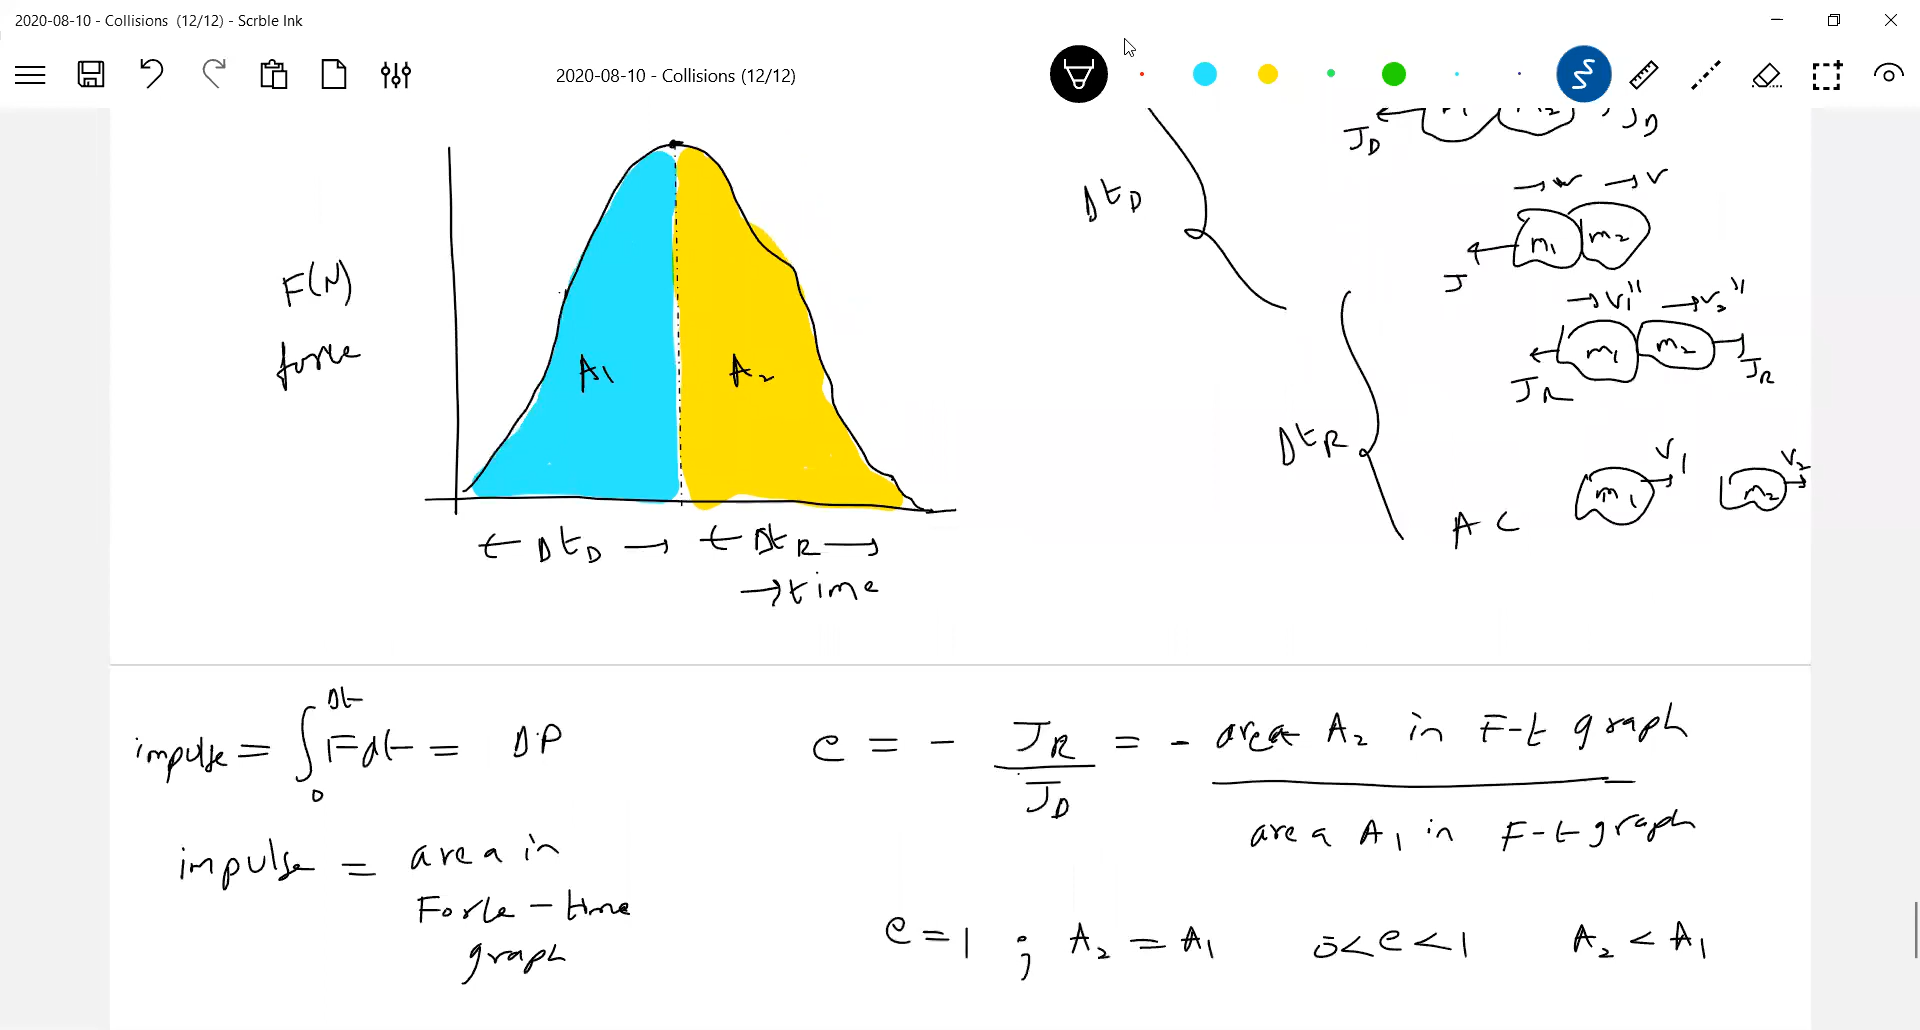 2020-08-10 - Collisions (12/12) - Scrble Ink
2020-08-10 - Collisions (12/12)
J_D J_D
Δt_D
→v →v
m₁ m₂
J
F(N)
force
→v₁'' →v₂''
m₁ m₂
J_R J_R
A₁ A₂
Δt_R
v₁ v₂
m₁ m₂
A C
← Δt_D → ← Δt_R →
→ time
impulse = ∫₀^Δt F dt = ΔP
e = - J_R / J_D = - area A₂ in F-t graph / area A₁ in F-t graph
impulse = area in
Force - time
graph
e = 1 ; A₂ = A₁ 0 < e < 1 A₂ < A₁